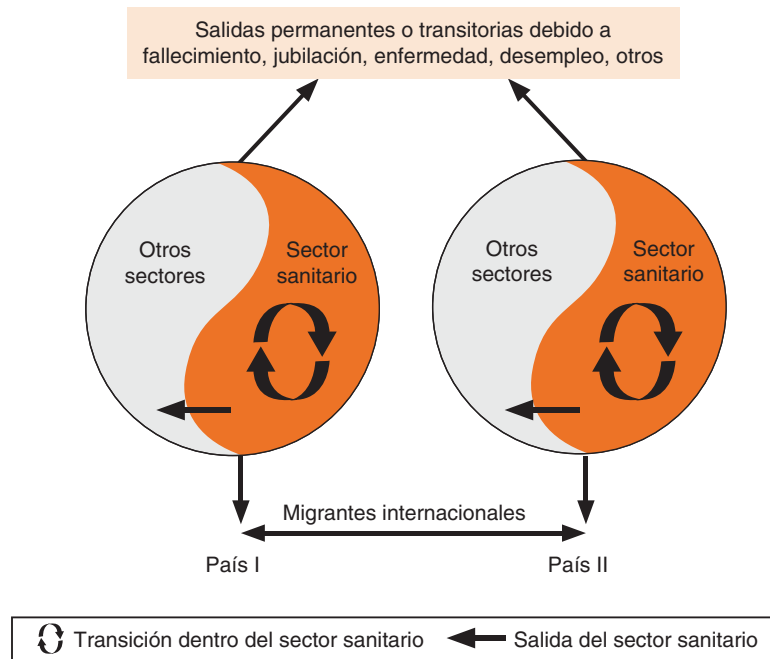 Salidas permanentes o transitorias debido a
fallecimiento, jubilación, enfermedad, desempleo, otros
Otros
sectores
Sector
sanitario
Otros
sectores
Sector
sanitario
Migrantes internacionales
País I
País II
Transición dentro del sector sanitario
Salida del sector sanitario